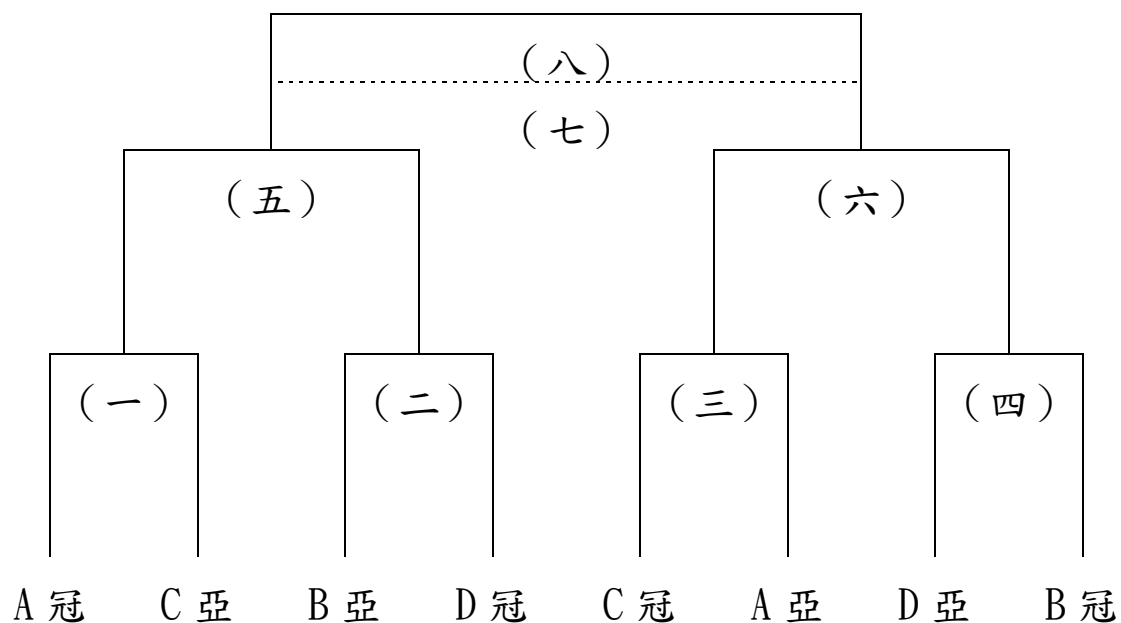 (八)
(七)
(五) (六)
(一) (二) (三) (四)
A冠 C亞 B亞 D冠 C冠 A亞 D亞 B冠